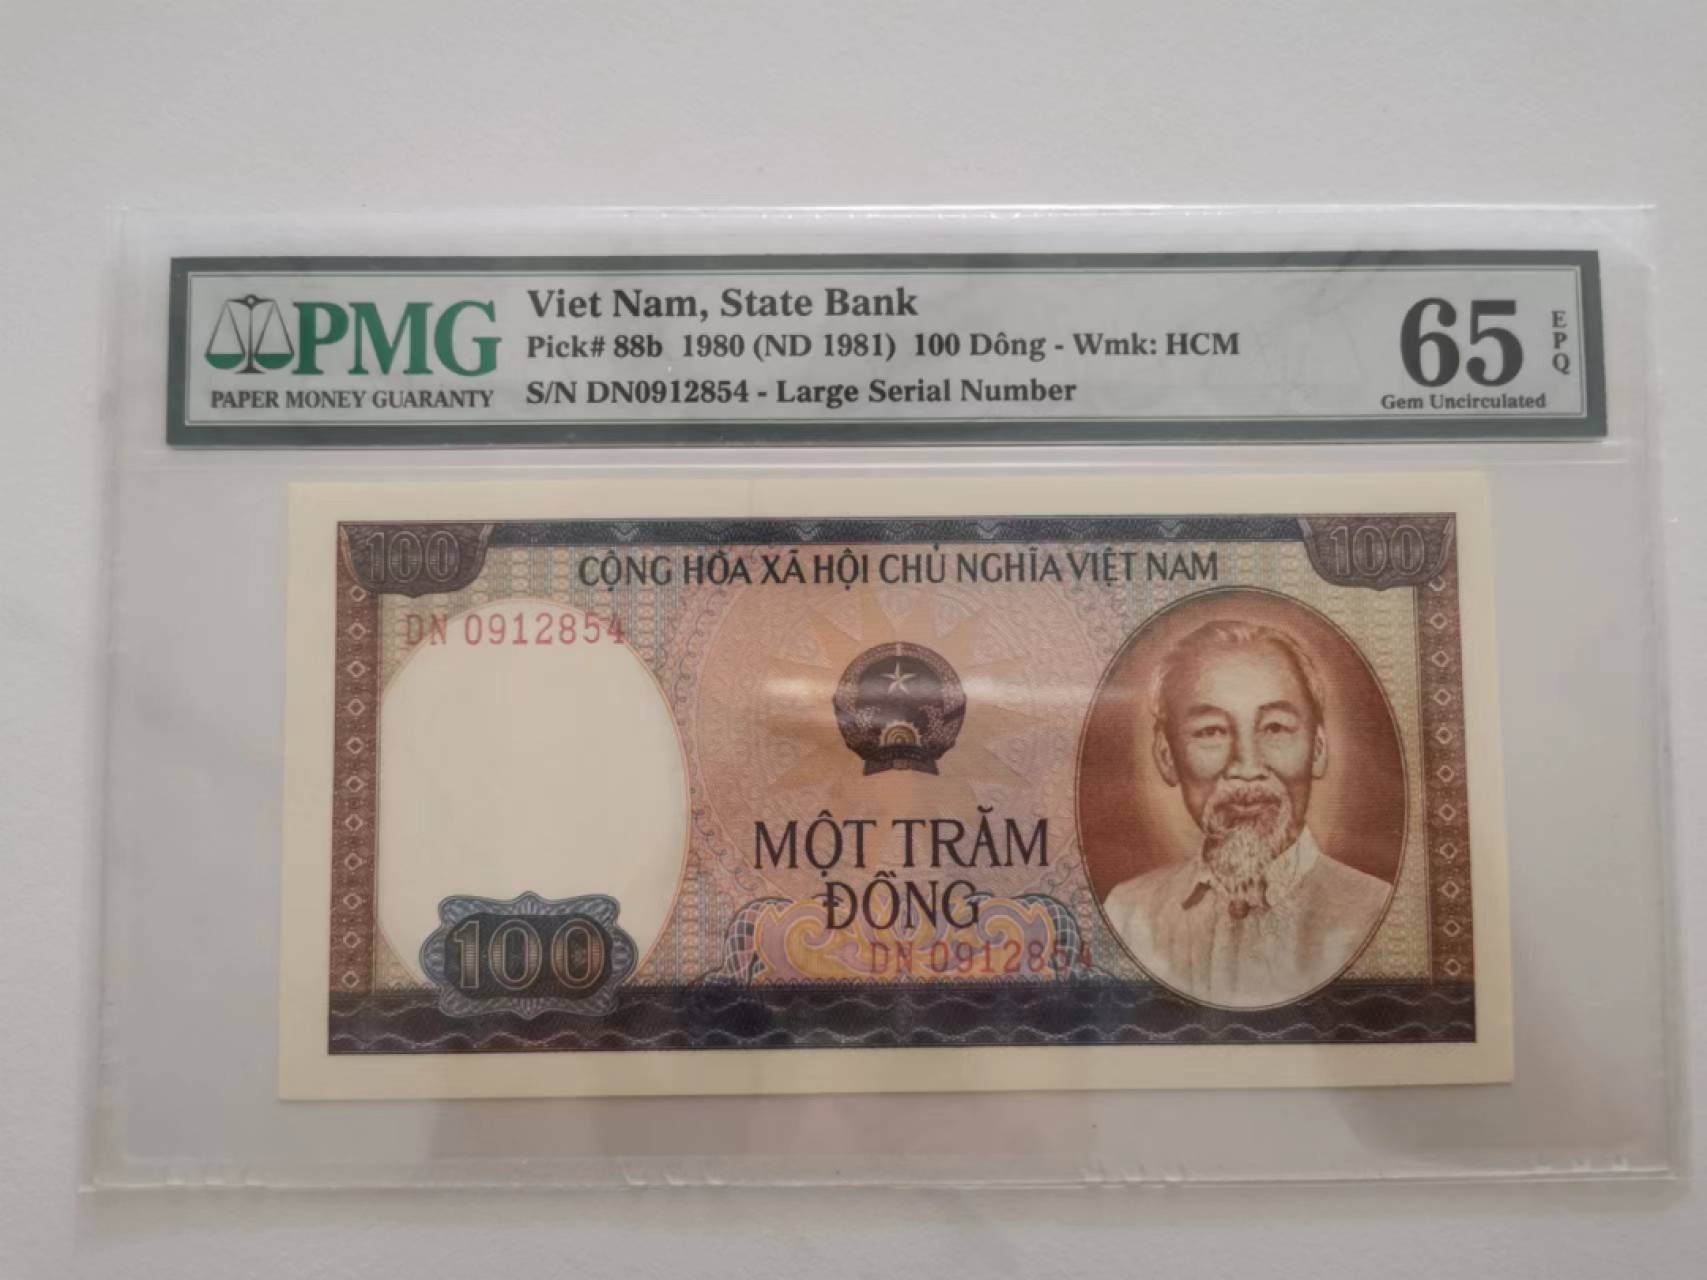 PMG
PAPER MONEY GUARANTY
Viet Nam, State Bank
Pick# 88b 1980 (ND 1981) 100 Dông - Wmk: HCM
S/N DN0912854 - Large Serial Number
65
EPQ
Gem Uncirculated
100
100
CỘNG HÒA XÃ HỘI CHỦ NGHĨA VIỆT NAM
DN 0912854
MỘT TRĂM
ĐỒNG
DN 0912854
100